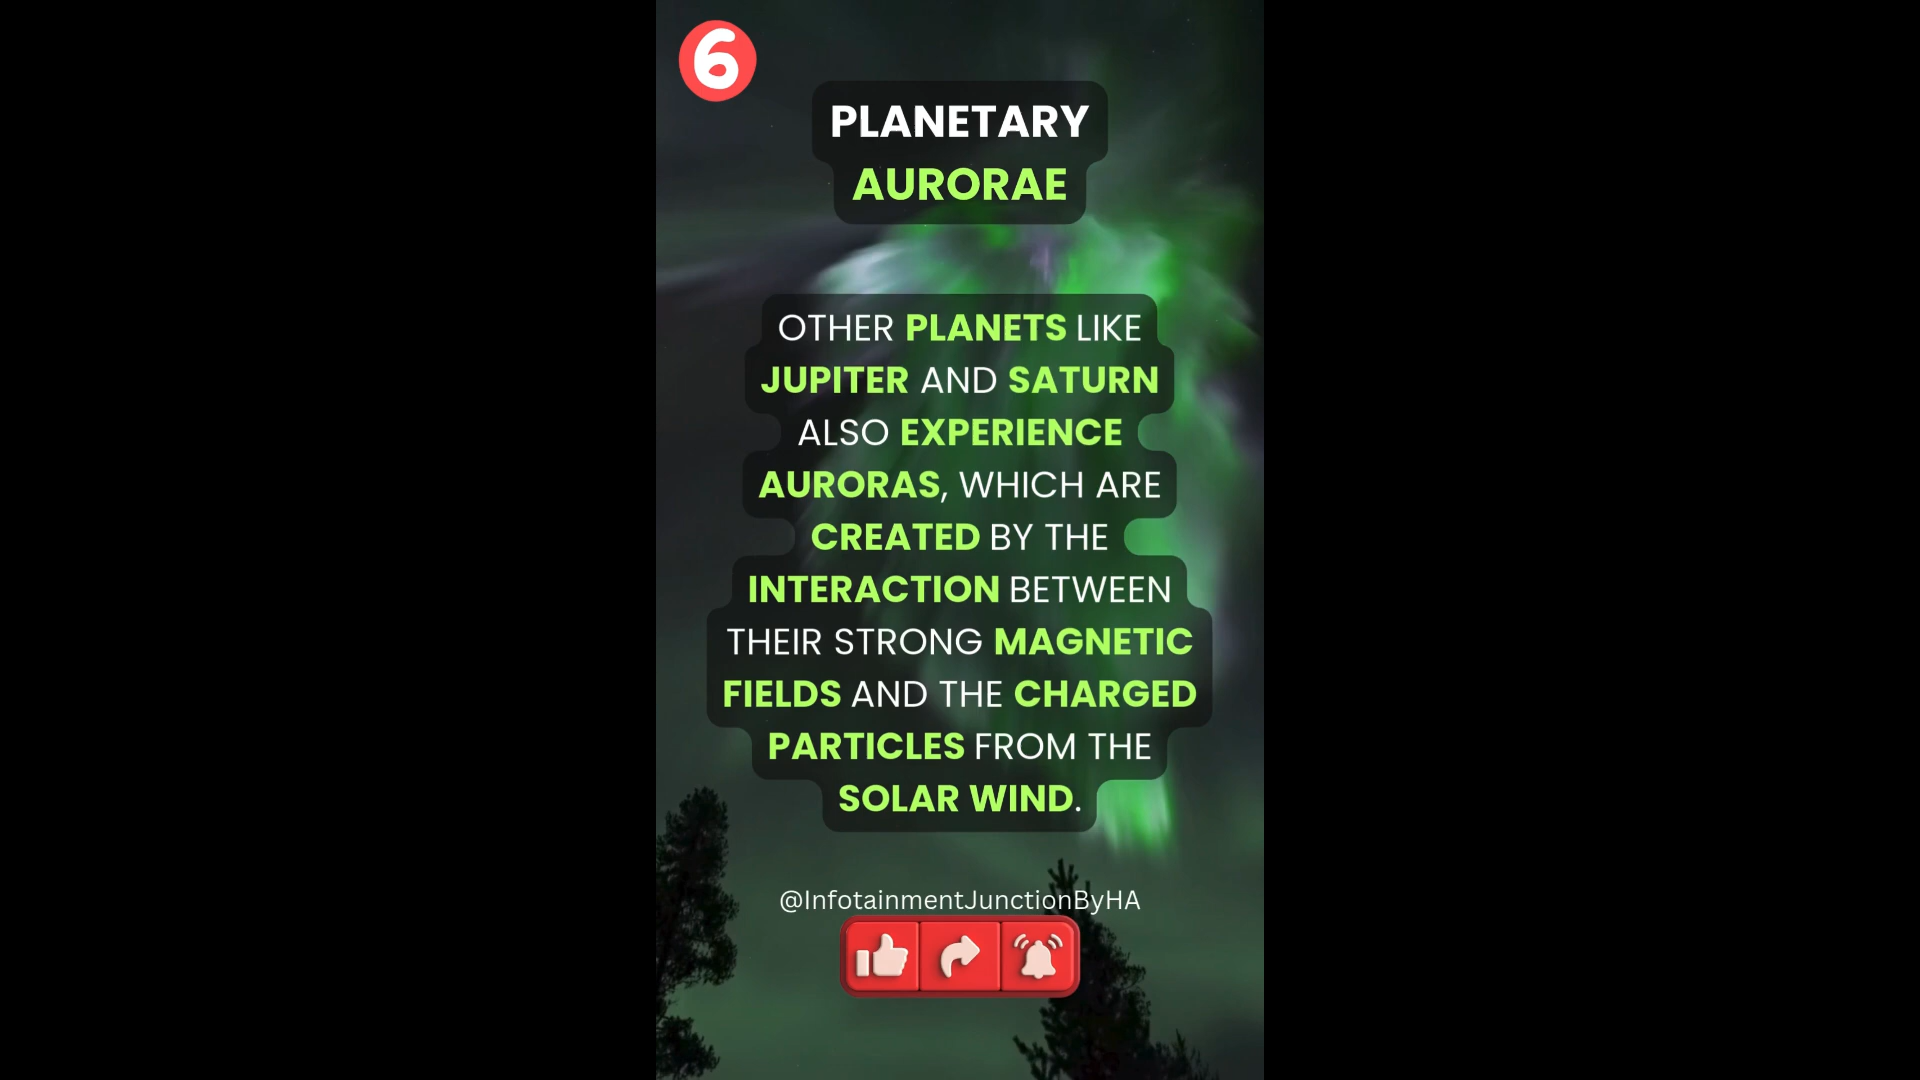 6
PLANETARY
AURORAE
OTHER PLANETS LIKE
JUPITER AND SATURN
ALSO EXPERIENCE
AURORAS, WHICH ARE
CREATED BY THE
INTERACTION BETWEEN
THEIR STRONG MAGNETIC
FIELDS AND THE CHARGED
PARTICLES FROM THE
SOLAR WIND.
@InfotainmentJunctionByHA